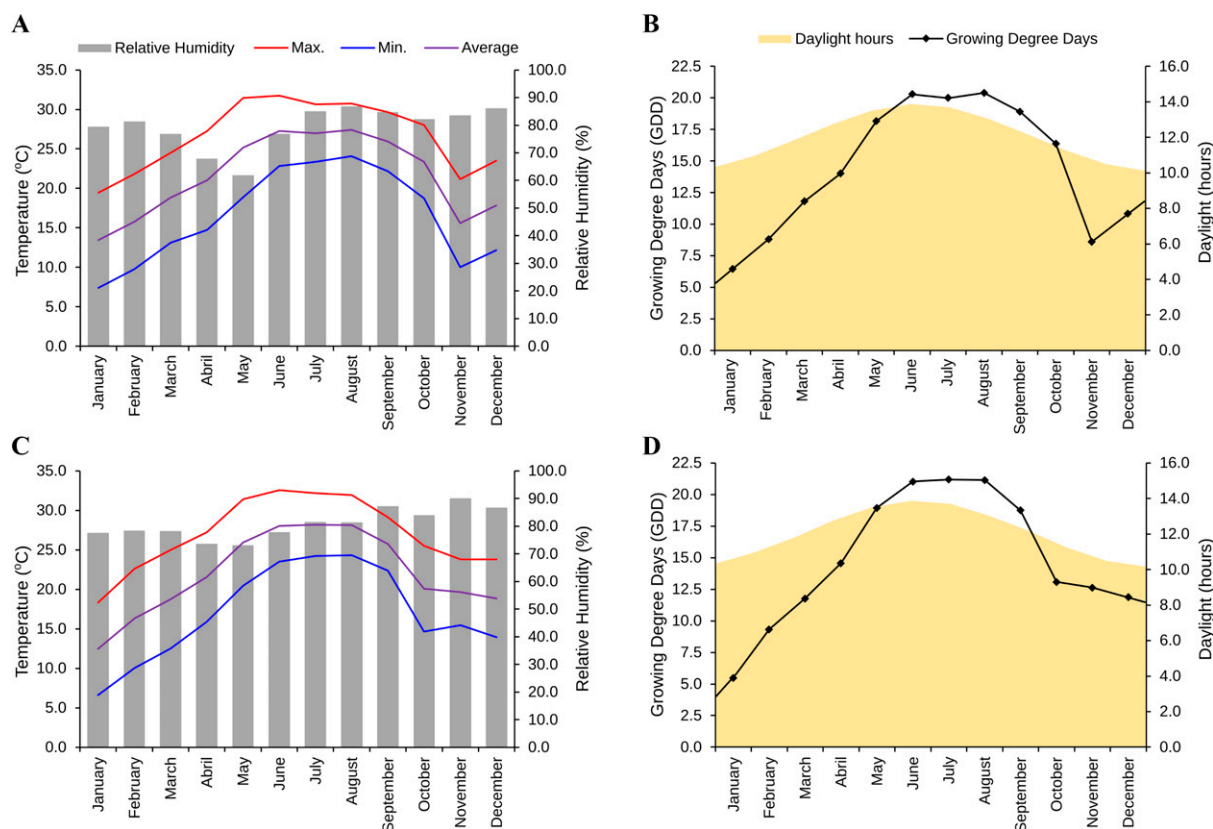 A
Relative Humidity Max. Min. Average
35.0
30.0
25.0
20.0
15.0
10.0
5.0
0.0
Temperature (ºC)
100.0
90.0
80.0
70.0
60.0
50.0
40.0
30.0
20.0
10.0
0.0
Relative Humidity (%)
January
February
March
Abril
May
June
July
August
September
October
November
December
B
Daylight hours Growing Degree Days
22.5
20.0
17.5
15.0
12.5
10.0
7.5
5.0
2.5
0.0
Growing Degree Days (GDD)
16.0
14.0
12.0
10.0
8.0
6.0
4.0
2.0
0.0
Daylight (hours)
January
February
March
Abril
May
June
July
August
September
October
November
December
C
35.0
30.0
25.0
20.0
15.0
10.0
5.0
0.0
Temperature (ºC)
100.0
90.0
80.0
70.0
60.0
50.0
40.0
30.0
20.0
10.0
0.0
Relative Humidity (%)
January
February
March
Abril
May
June
July
August
September
October
November
December
D
22.5
20.0
17.5
15.0
12.5
10.0
7.5
5.0
2.5
0.0
Growing Degree Days (GDD)
16.0
14.0
12.0
10.0
8.0
6.0
4.0
2.0
0.0
Daylight (hours)
January
February
March
Abril
May
June
July
August
September
October
November
December